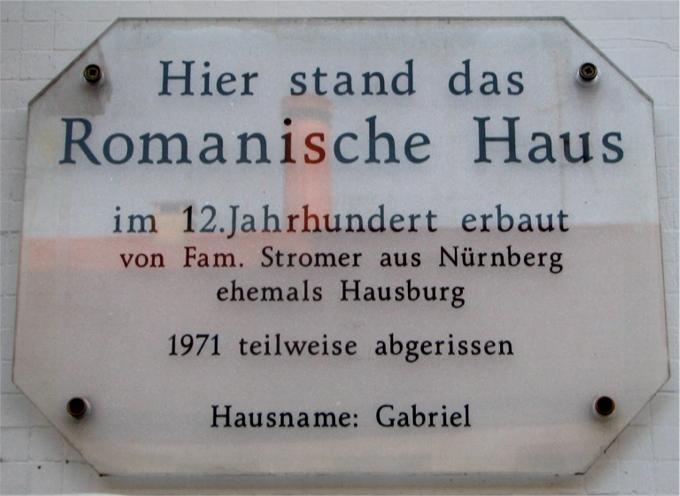 Hier stand das
Romanische Haus
im 12.Jahrhundert erbaut
von Fam. Stromer aus Nürnberg
ehemals Hausburg
1971 teilweise abgerissen
Hausname: Gabriel